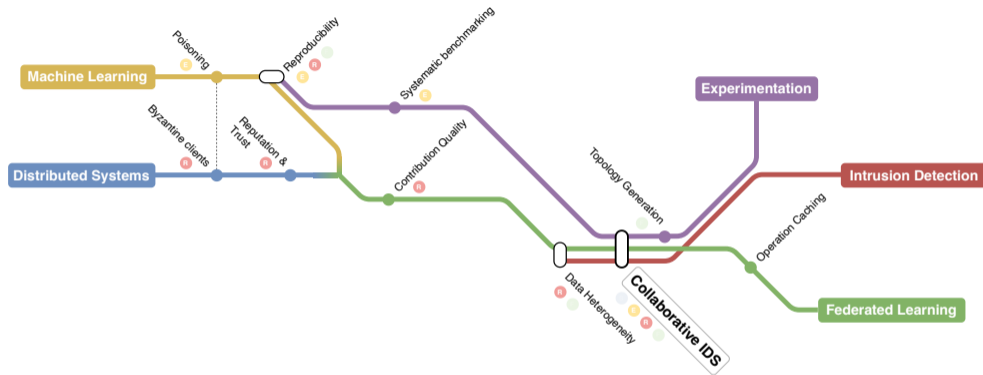 Poisoning
E
Machine Learning
Reproducibility
E
R
Systematic benchmarking
E
Experimentation
Byzantine clients
R
Reputation &
Trust
R
Distributed Systems
Contribution Quality
R
Topology Generation
Intrusion Detection
Operation Caching
Data Heterogeneity
R
Collaborative IDS
E
R
Federated Learning